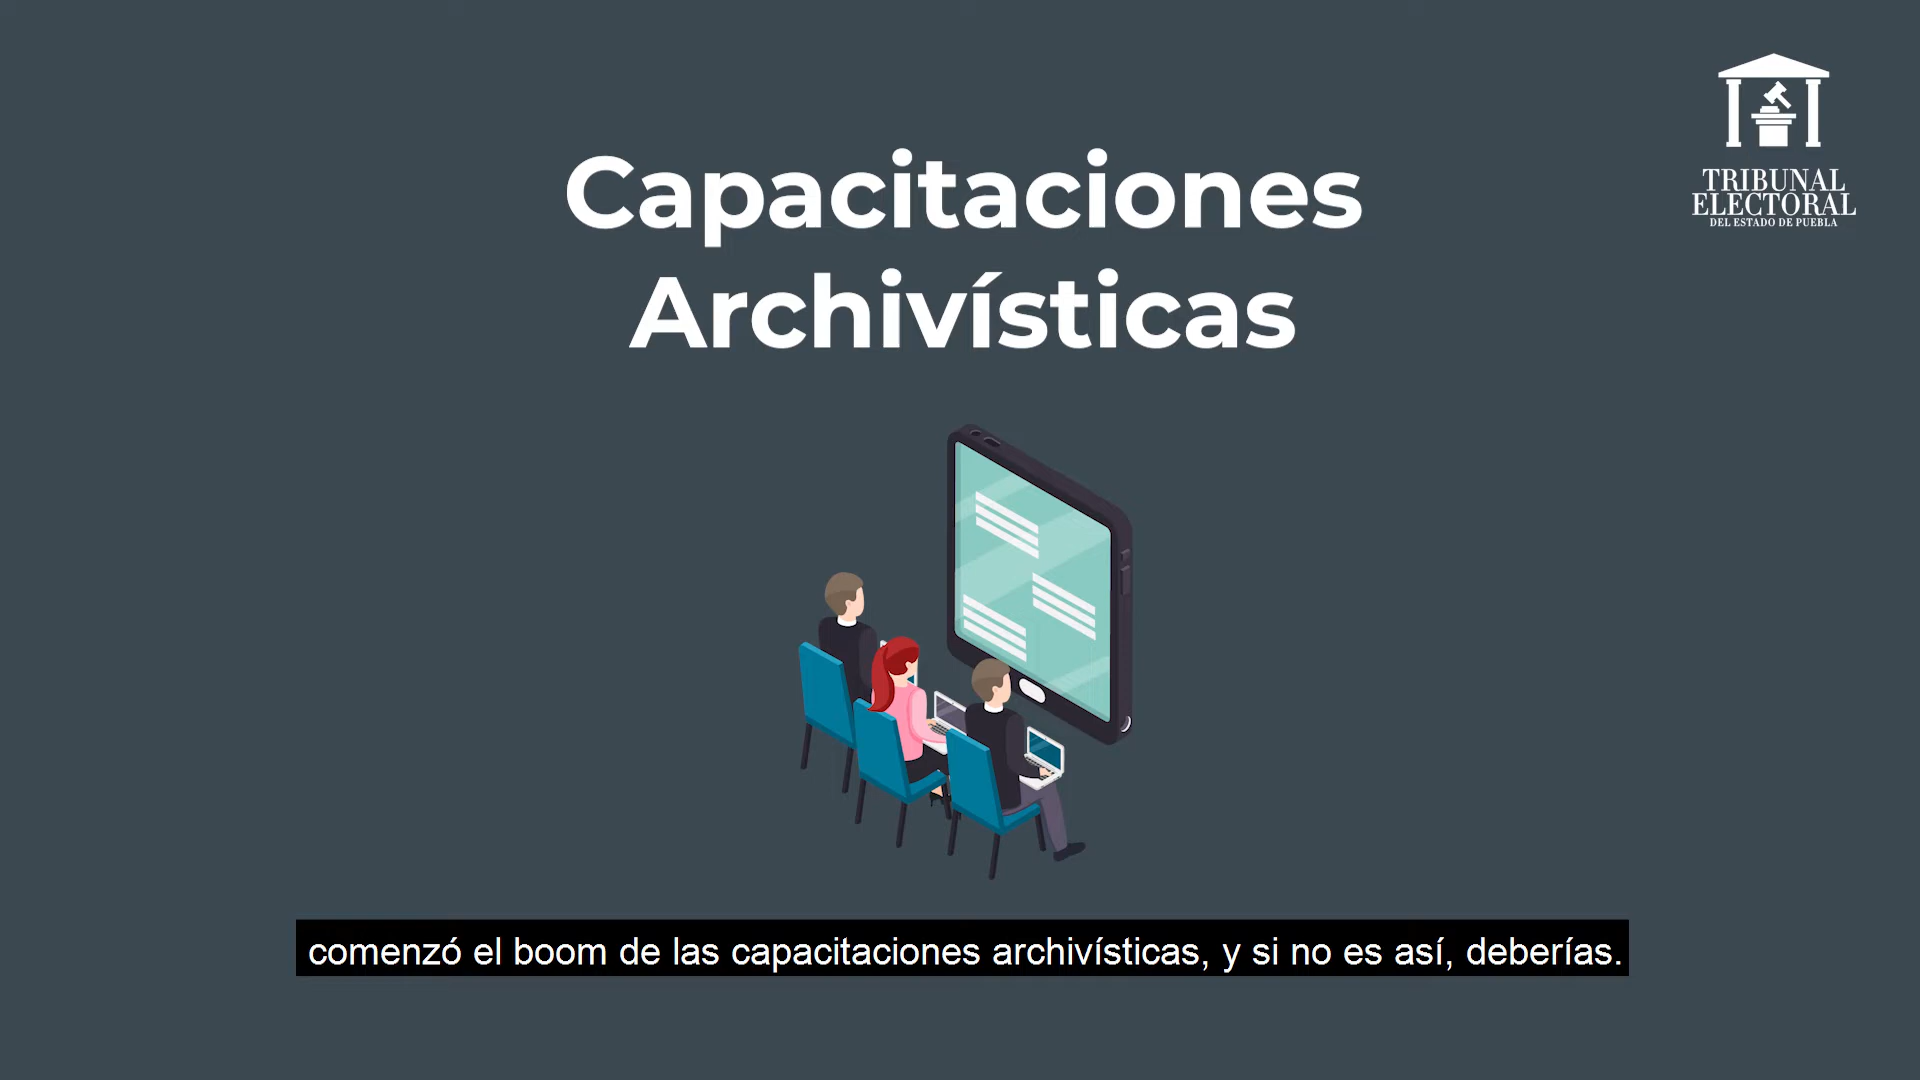 Capacitaciones
Archivísticas
TRIBUNAL
ELECTORAL
DEL ESTADO DE PUEBLA
comenzó el boom de las capacitaciones archivísticas, y si no es así, deberías.